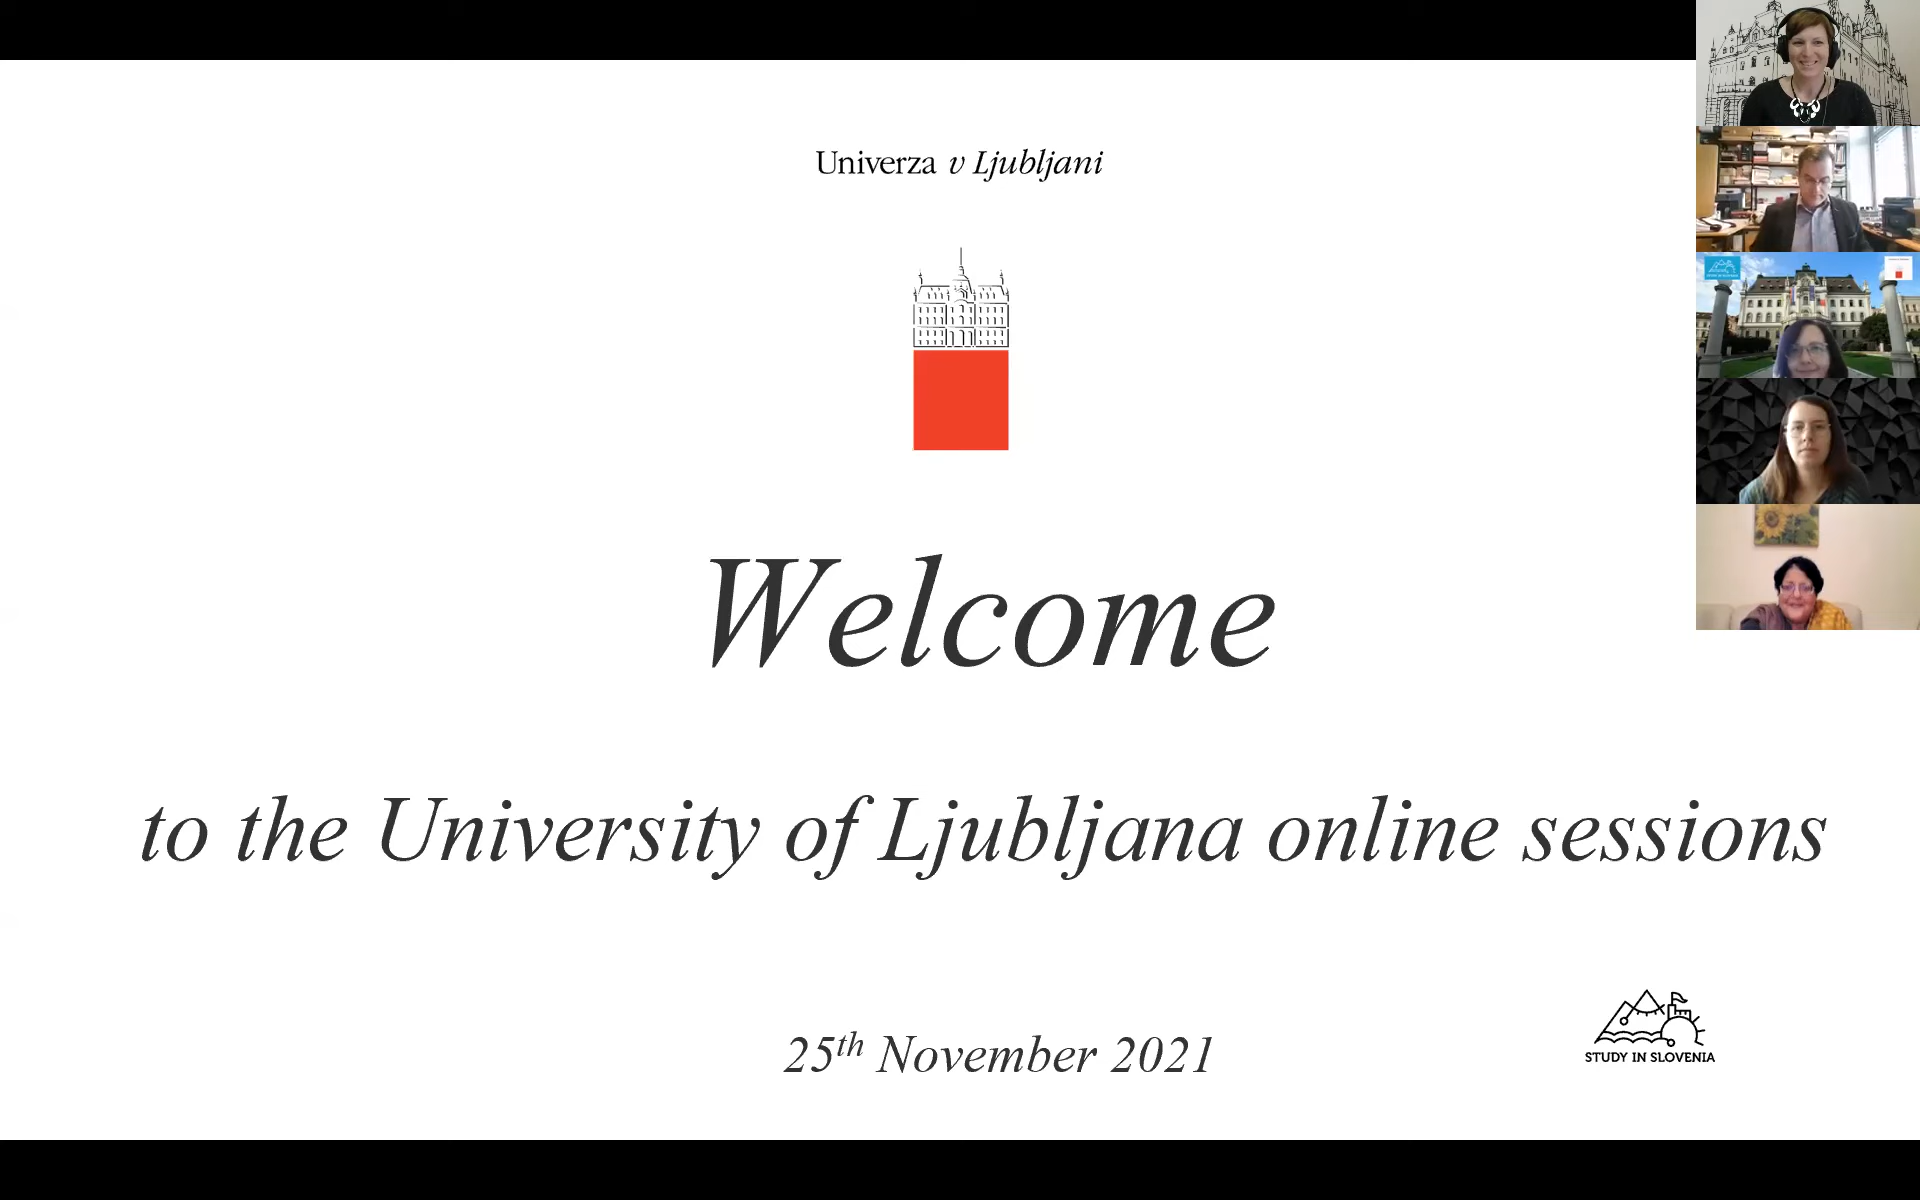 Univerza v Ljubljani
Welcome
to the University of Ljubljana online sessions
25th November 2021
STUDY IN SLOVENIA